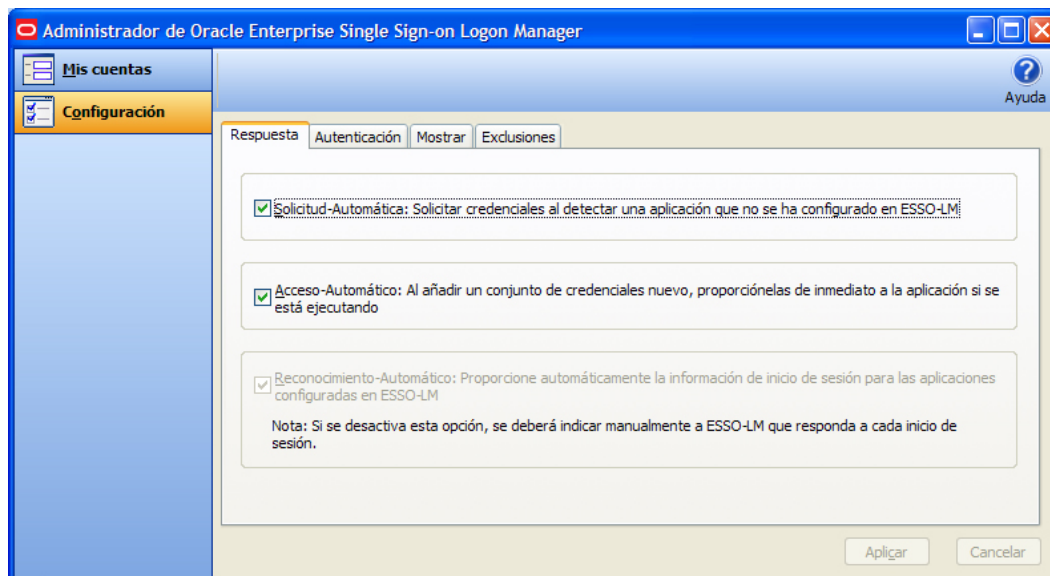 Administrador de Oracle Enterprise Single Sign-on Logon Manager
Mis cuentas
Configuración
Ayuda
Respuesta
Autenticación
Mostrar
Exclusiones
Solicitud-Automática: Solicitar credenciales al detectar una aplicación que no se ha configurado en ESSO-LM
Acceso-Automático: Al añadir un conjunto de credenciales nuevo, proporciónelas de inmediato a la aplicación si se
está ejecutando
Reconocimiento-Automático: Proporcione automáticamente la información de inicio de sesión para las aplicaciones
configuradas en ESSO-LM
Nota: Si se desactiva esta opción, se deberá indicar manualmente a ESSO-LM que responda a cada inicio de
sesión.
Aplicar
Cancelar